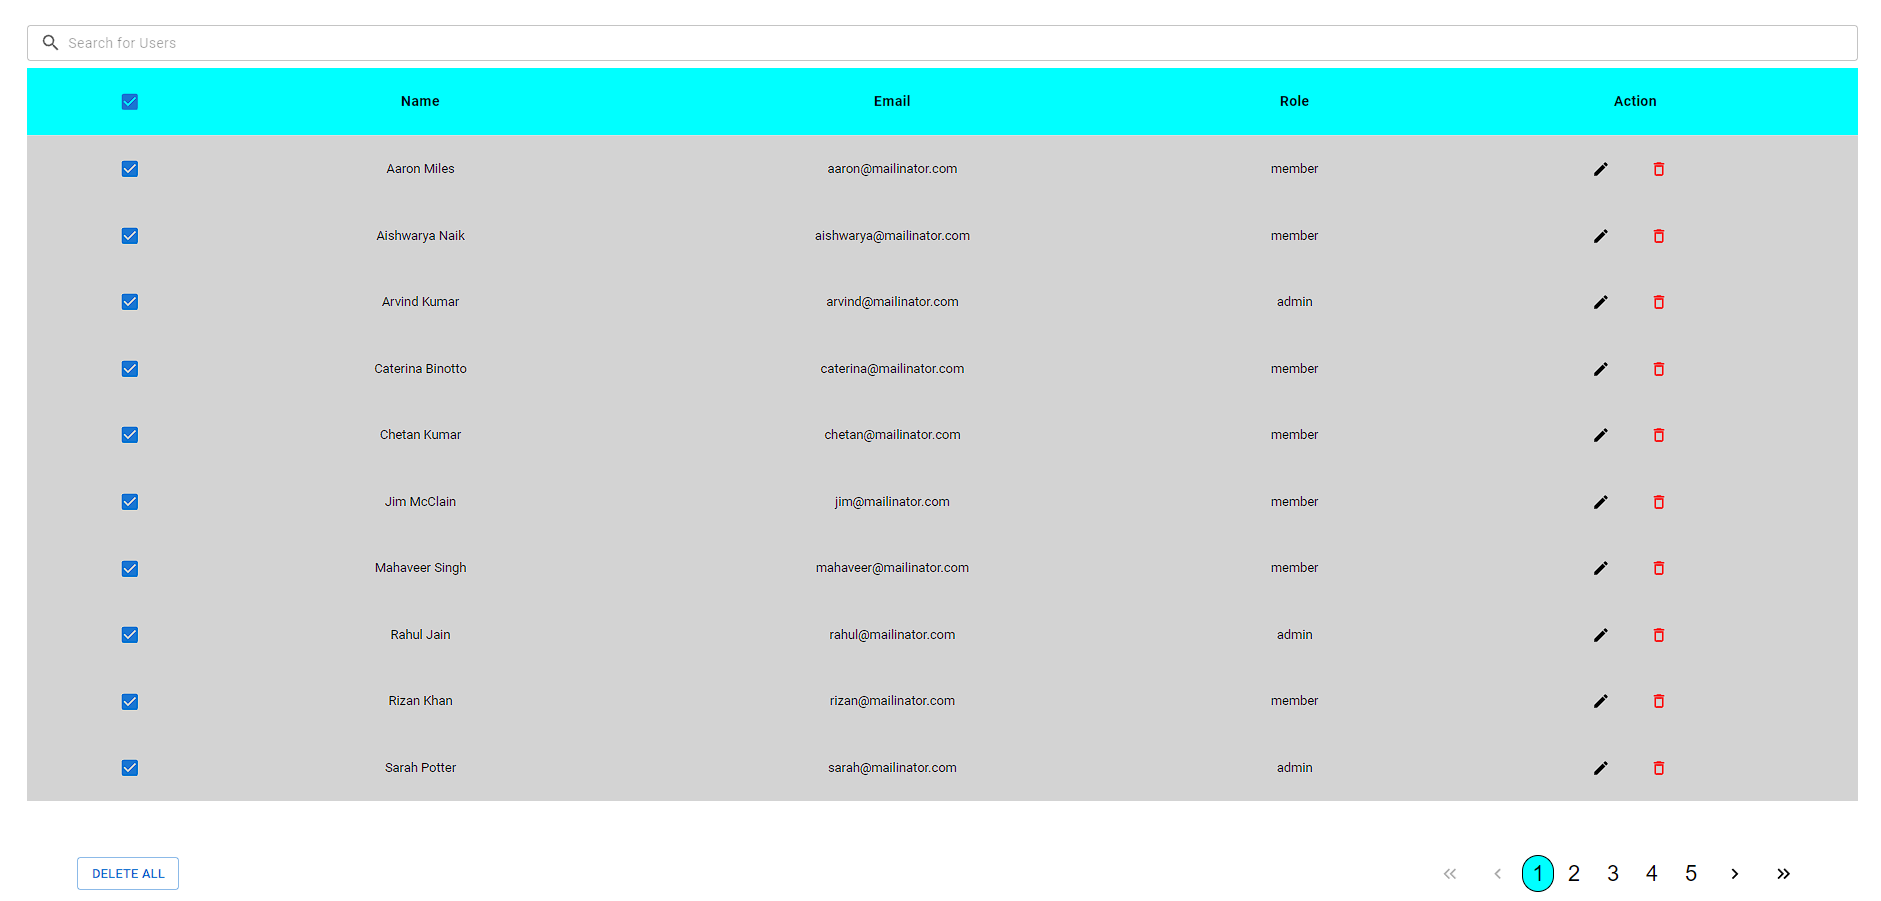 Search for Users
Name Email Role Action
Aaron Miles aaron@mailinator.com member
Aishwarya Naik aishwarya@mailinator.com member
Arvind Kumar arvind@mailinator.com admin
Caterina Binotto caterina@mailinator.com member
Chetan Kumar chetan@mailinator.com member
Jim McClain jim@mailinator.com member
Mahaveer Singh mahaveer@mailinator.com member
Rahul Jain rahul@mailinator.com admin
Rizan Khan rizan@mailinator.com member
Sarah Potter sarah@mailinator.com admin
DELETE ALL « ‹ 1 2 3 4 5 › »